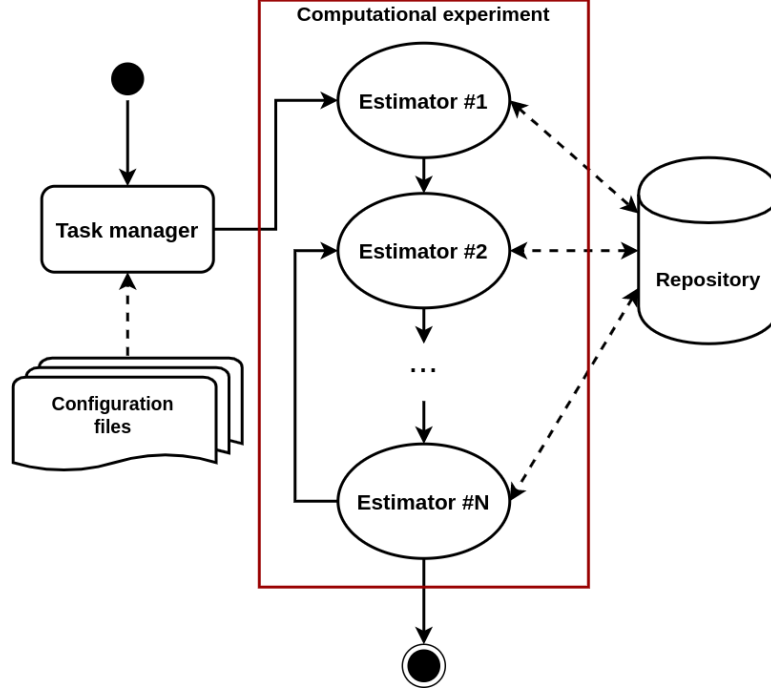 Computational experiment
Estimator #1
Task manager
Estimator #2
Repository
...
Configuration
files
Estimator #N